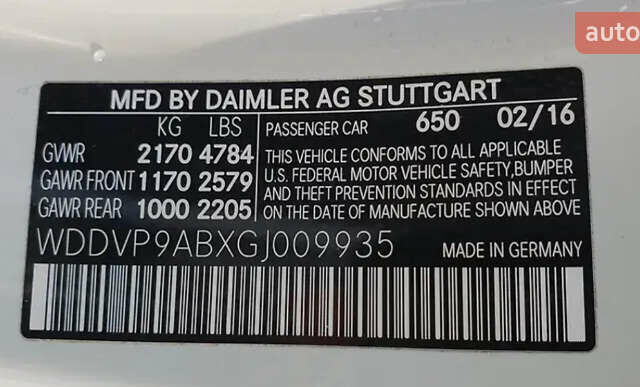 auto
MFD BY DAIMLER AG STUTTGART
KG LBS
GVWR 2170 4784
GAWR FRONT 1170 2579
GAWR REAR 1000 2205
PASSENGER CAR 650 02/16
THIS VEHICLE CONFORMS TO ALL APPLICABLE
U.S. FEDERAL MOTOR VEHICLE SAFETY,BUMPER
AND THEFT PREVENTION STANDARDS IN EFFECT
ON DATE OF MANUFACTURE SHOWN ABOVE
WDDVP9ABXGJ009935
MADE IN GERMANY